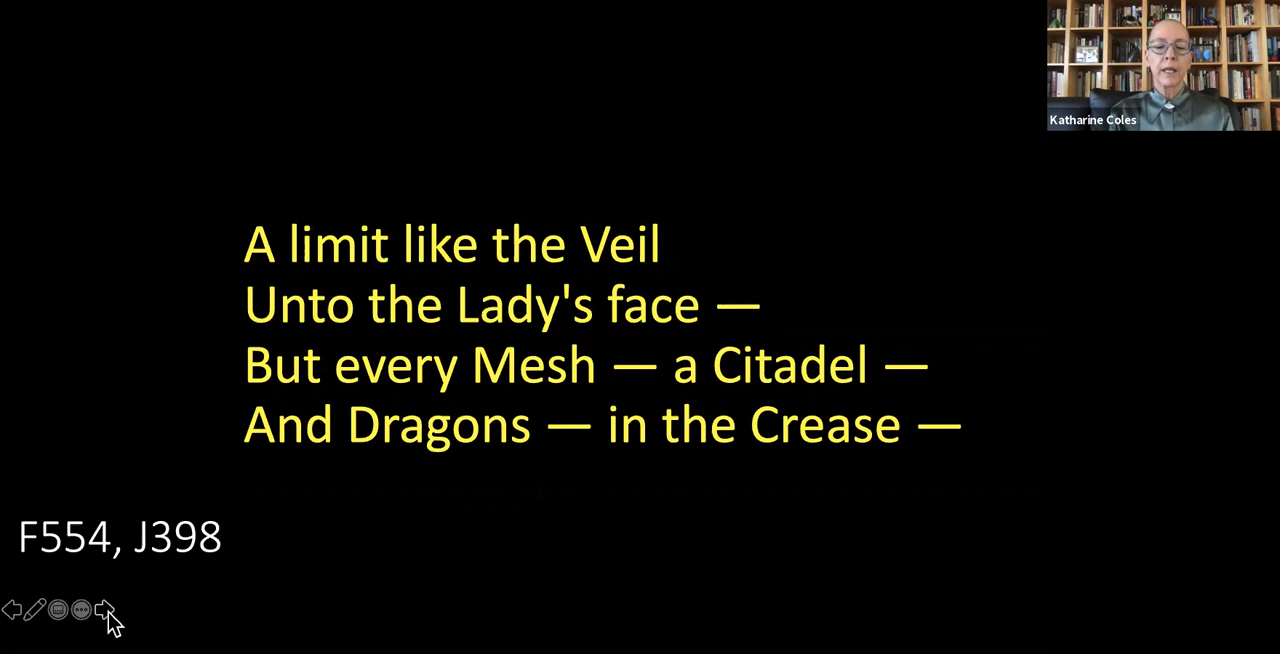 Katharine Coles
A limit like the Veil
Unto the Lady's face —
But every Mesh — a Citadel —
And Dragons — in the Crease —
F554, J398